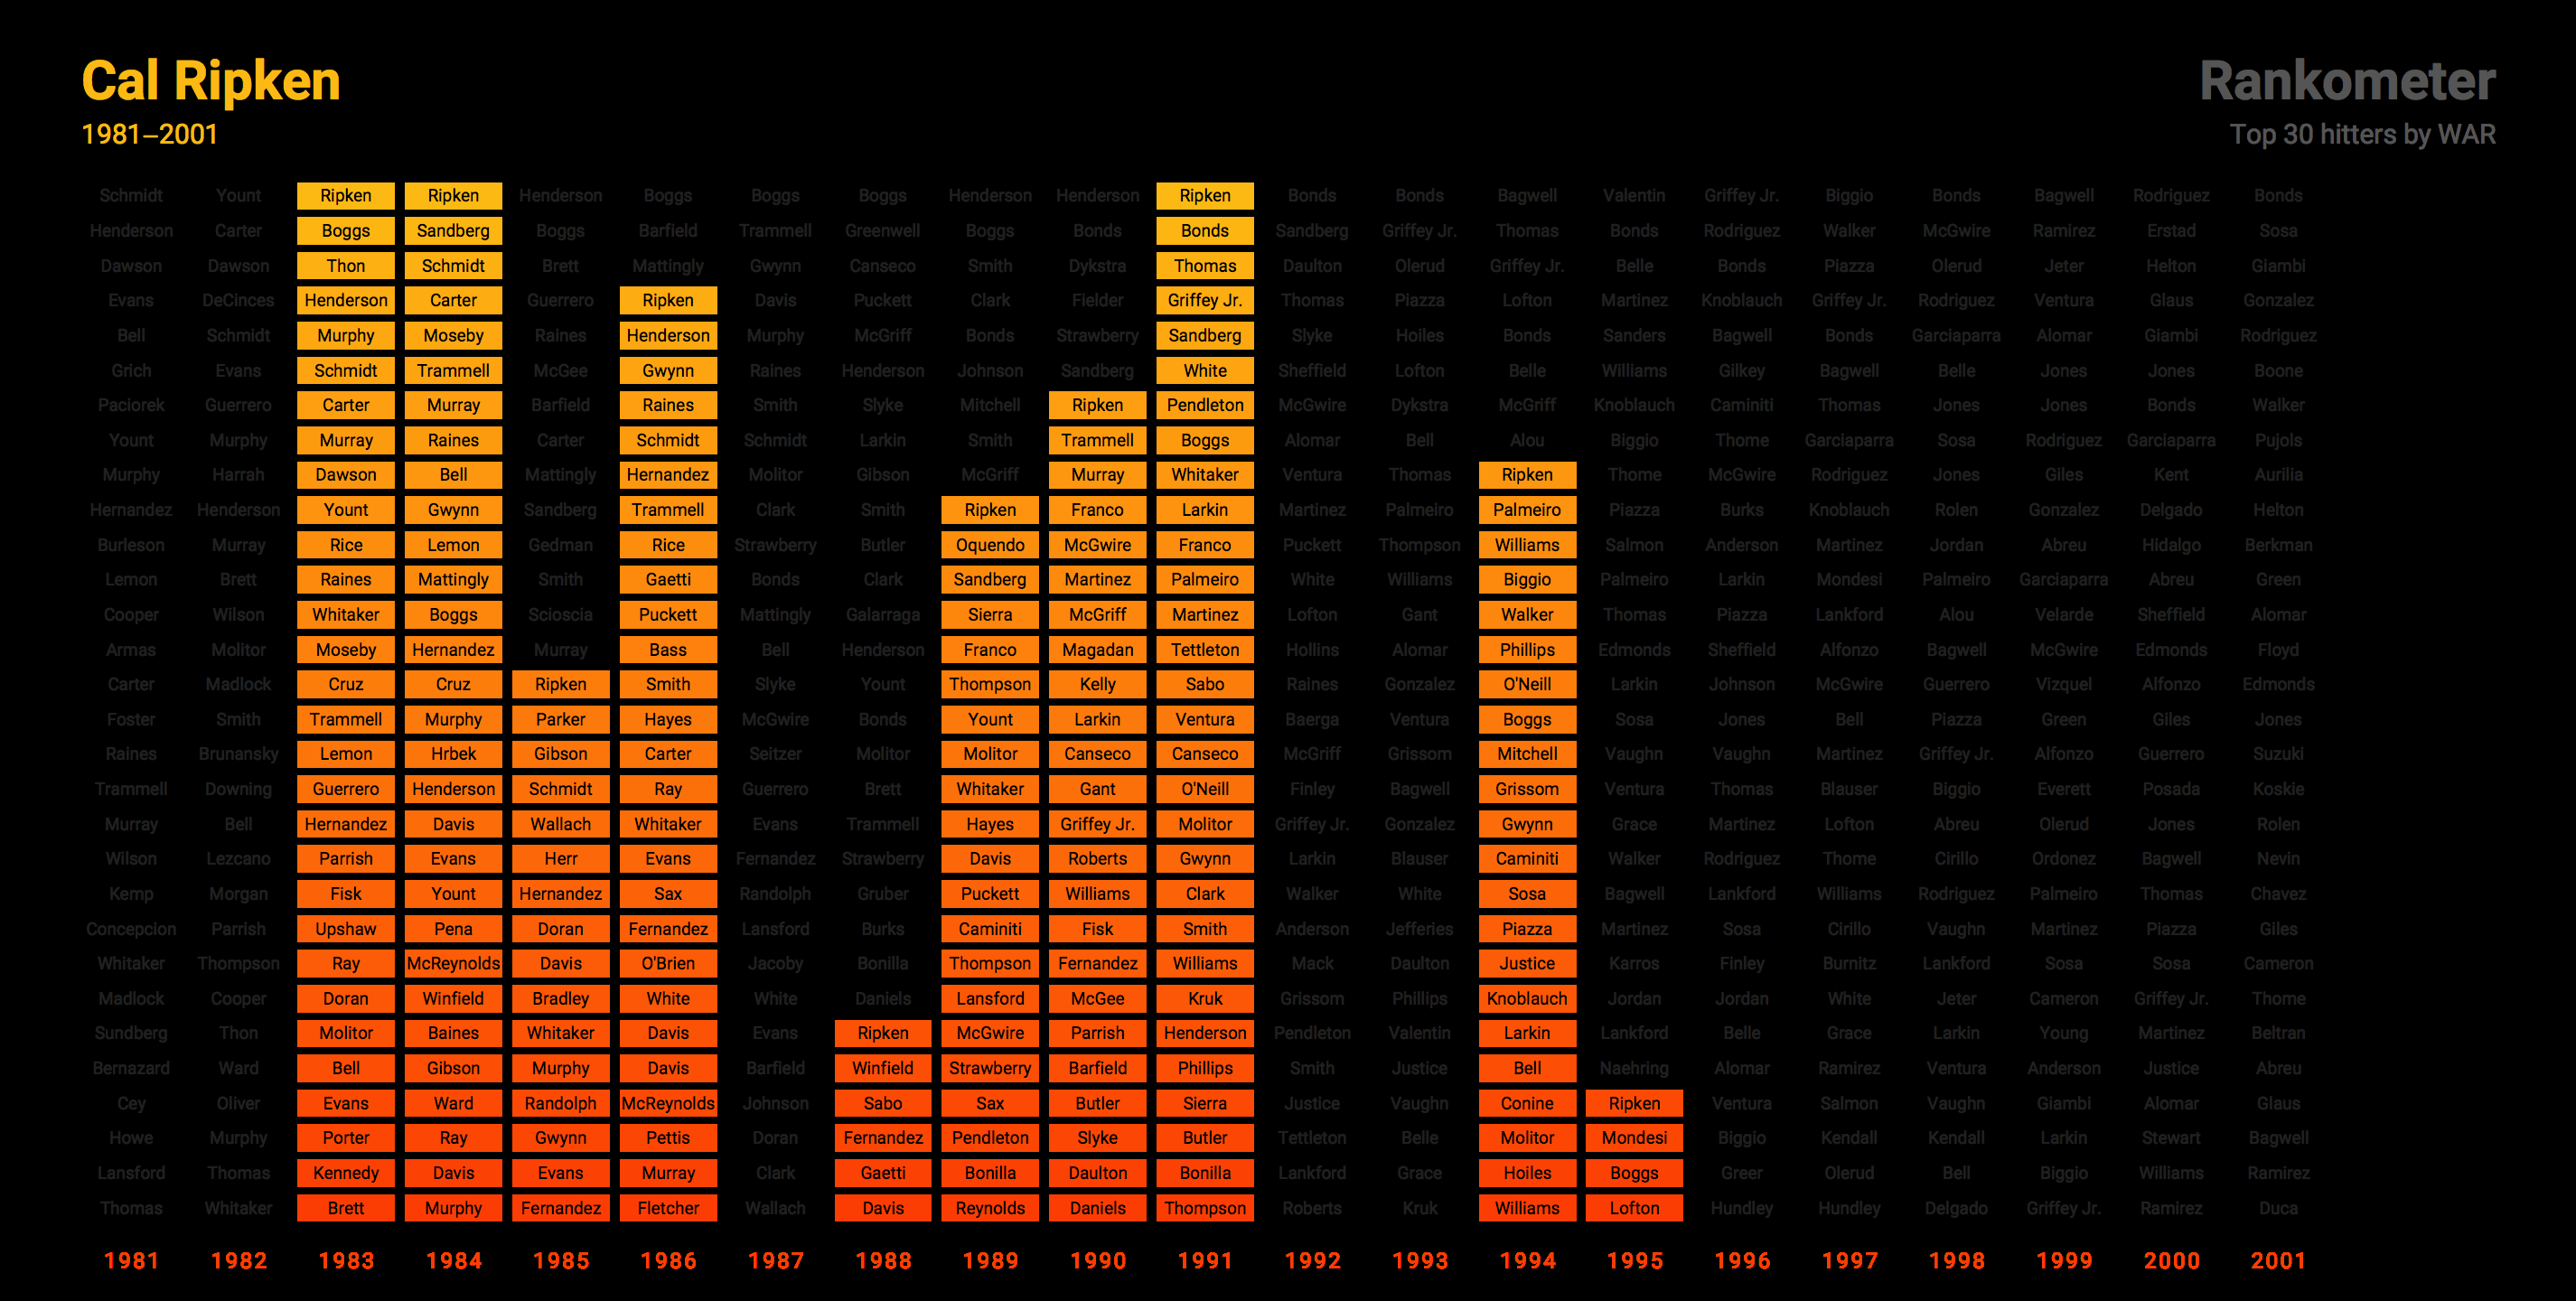 Cal Ripken
1981–2001
Rankometer
Top 30 hitters by WAR
Schmidt Yount Ripken Ripken Henderson Boggs Boggs Boggs Henderson Henderson Ripken Bonds Bonds Bagwell Valentin Griffey Jr. Biggio Bonds Bagwell Rodriguez Bonds
Henderson Carter Boggs Sandberg Boggs Barfield Trammell Greenwell Boggs Bonds Bonds Sandberg Griffey Jr. Thomas Bonds Rodriguez Walker McGwire Ramirez Erstad Sosa
Dawson Dawson Thon Schmidt Brett Mattingly Gwynn Canseco Smith Dykstra Thomas Daulton Olerud Griffey Jr. Belle Bonds Piazza Olerud Jeter Helton Giambi
Evans DeCinces Henderson Carter Guerrero Ripken Davis Puckett Clark Fielder Griffey Jr. Thomas Piazza Lofton Martinez Knoblauch Griffey Jr. Rodriguez Ventura Glaus Gonzalez
Bell Schmidt Murphy Moseby Raines Henderson Murphy McGriff Bonds Strawberry Sandberg Slyke Hoiles Bonds Sanders Bagwell Bonds Garciaparra Alomar Giambi Rodriguez
Grich Evans Schmidt Trammell McGee Gwynn Raines Henderson Johnson Sandberg White Sheffield Lofton Belle Williams Gilkey Bagwell Belle Jones Jones Boone
Paciorek Guerrero Carter Murray Barfield Raines Smith Slyke Mitchell Ripken Pendleton McGwire Dykstra McGriff Knoblauch Caminiti Thomas Jones Jones Bonds Walker
Yount Murphy Murray Raines Carter Schmidt Schmidt Larkin Smith Trammell Boggs Alomar Bell Alou Biggio Thome Garciaparra Sosa Rodriguez Garciaparra Pujols
Murphy Harrah Dawson Bell Mattingly Hernandez Molitor Gibson McGriff Murray Whitaker Ventura Thomas Ripken Thome McGwire Rodriguez Jones Giles Kent Aurilia
Hernandez Henderson Yount Gwynn Sandberg Trammell Clark Smith Ripken Franco Larkin Martinez Palmeiro Palmeiro Piazza Burks Knoblauch Rolen Gonzalez Delgado Helton
Burleson Murray Rice Lemon Gedman Rice Strawberry Butler Oquendo McGwire Franco Puckett Thompson Williams Salmon Anderson Martinez Jordan Abreu Hidalgo Berkman
Lemon Brett Raines Mattingly Smith Gaetti Bonds Clark Sandberg Martinez Palmeiro White Williams Biggio Palmeiro Larkin Mondesi Palmeiro Garciaparra Abreu Green
Cooper Wilson Whitaker Boggs Scioscia Puckett Mattingly Galarraga Sierra McGriff Martinez Lofton Gant Walker Thomas Piazza Lankford Alou Velarde Sheffield Alomar
Armas Molitor Moseby Hernandez Murray Bass Bell Henderson Franco Magadan Tettleton Hollins Alomar Phillips Edmonds Sheffield Alfonzo Bagwell McGwire Edmonds Floyd
Carter Madlock Cruz Cruz Ripken Smith Slyke Yount Thompson Kelly Sabo Raines Gonzalez O'Neill Larkin Johnson McGwire Guerrero Vizquel Alfonzo Edmonds
Foster Smith Trammell Murphy Parker Hayes McGwire Bonds Yount Larkin Ventura Baerga Ventura Boggs Sosa Jones Bell Piazza Green Giles Jones
Raines Brunansky Lemon Hrbek Gibson Carter Seitzer Molitor Molitor Canseco Canseco McGriff Grissom Mitchell Vaughn Vaughn Martinez Griffey Jr. Alfonzo Guerrero Suzuki
Trammell Downing Guerrero Henderson Schmidt Ray Guerrero Brett Whitaker Gant O'Neill Finley Bagwell Grissom Ventura Thomas Blauser Biggio Everett Posada Koskie
Murray Bell Hernandez Davis Wallach Whitaker Evans Trammell Hayes Griffey Jr. Molitor Griffey Jr. Gonzalez Gwynn Grace Martinez Lofton Abreu Olerud Jones Rolen
Wilson Lezcano Parrish Evans Herr Evans Fernandez Strawberry Davis Roberts Gwynn Larkin Blauser Caminiti Walker Rodriguez Thome Cirillo Ordonez Bagwell Nevin
Kemp Morgan Fisk Yount Hernandez Sax Randolph Gruber Puckett Williams Clark Walker White Sosa Bagwell Lankford Williams Rodriguez Palmeiro Thomas Chavez
Concepcion Parrish Upshaw Pena Doran Fernandez Lansford Burks Caminiti Fisk Smith Anderson Jefferies Piazza Martinez Sosa Cirillo Vaughn Martinez Piazza Giles
Whitaker Thompson Ray McReynolds Davis O'Brien Jacoby Bonilla Thompson Fernandez Williams Mack Daulton Justice Karros Finley Burnitz Lankford Sosa Sosa Cameron
Madlock Cooper Doran Winfield Bradley White White Daniels Lansford McGee Kruk Grissom Phillips Knoblauch Jordan Jordan White Jeter Cameron Griffey Jr. Thome
Sundberg Thon Molitor Baines Whitaker Davis Evans Ripken McGwire Parrish Henderson Pendleton Valentin Larkin Lankford Belle Grace Larkin Young Martinez Beltran
Bernazard Ward Bell Gibson Murphy Davis Barfield Winfield Strawberry Barfield Phillips Smith Justice Bell Naehring Alomar Ramirez Ventura Anderson Justice Abreu
Cey Oliver Evans Ward Randolph McReynolds Johnson Sabo Sax Butler Sierra Justice Vaughn Conine Ripken Ventura Salmon Vaughn Giambi Alomar Glaus
Howe Murphy Porter Ray Gwynn Pettis Doran Fernandez Pendleton Slyke Butler Tettleton Belle Molitor Mondesi Biggio Kendall Kendall Larkin Stewart Bagwell
Lansford Thomas Kennedy Davis Evans Murray Clark Gaetti Bonilla Daulton Bonilla Lankford Grace Hoiles Boggs Greer Olerud Bell Biggio Williams Ramirez
Thomas Whitaker Brett Murphy Fernandez Fletcher Wallach Davis Reynolds Daniels Thompson Roberts Kruk Williams Lofton Hundley Hundley Delgado Griffey Jr. Ramirez Duca
1981 1982 1983 1984 1985 1986 1987 1988 1989 1990 1991 1992 1993 1994 1995 1996 1997 1998 1999 2000 2001